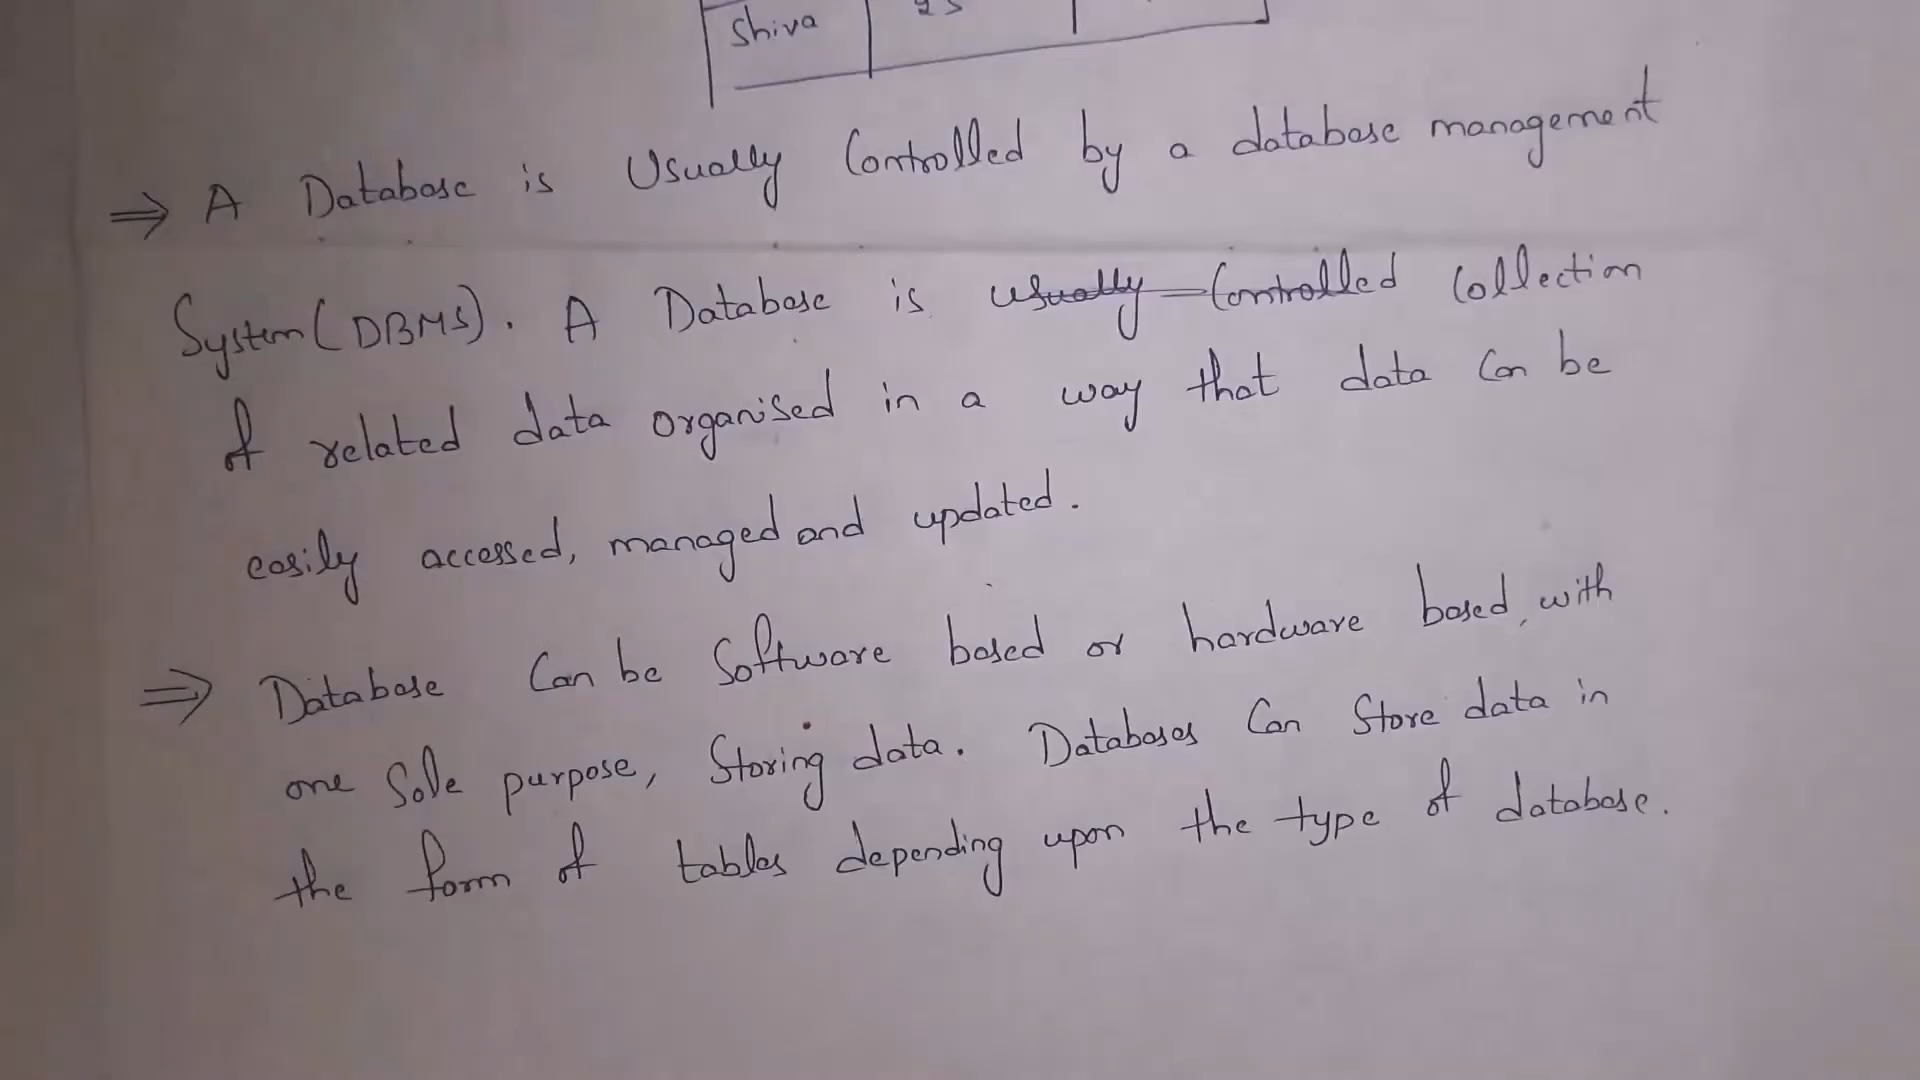 Shiva 23
⇒ A Database is Usually Controlled by a database management
System (DBMS). A Database is usually Controlled Collection
of related data organised in a way that data Can be
easily accessed, managed and updated.
⇒ Database Can be Software based or hardware based, with
one Sole purpose, Storing data. Databases Can Store data in
the form of tables depending upon the type of database.